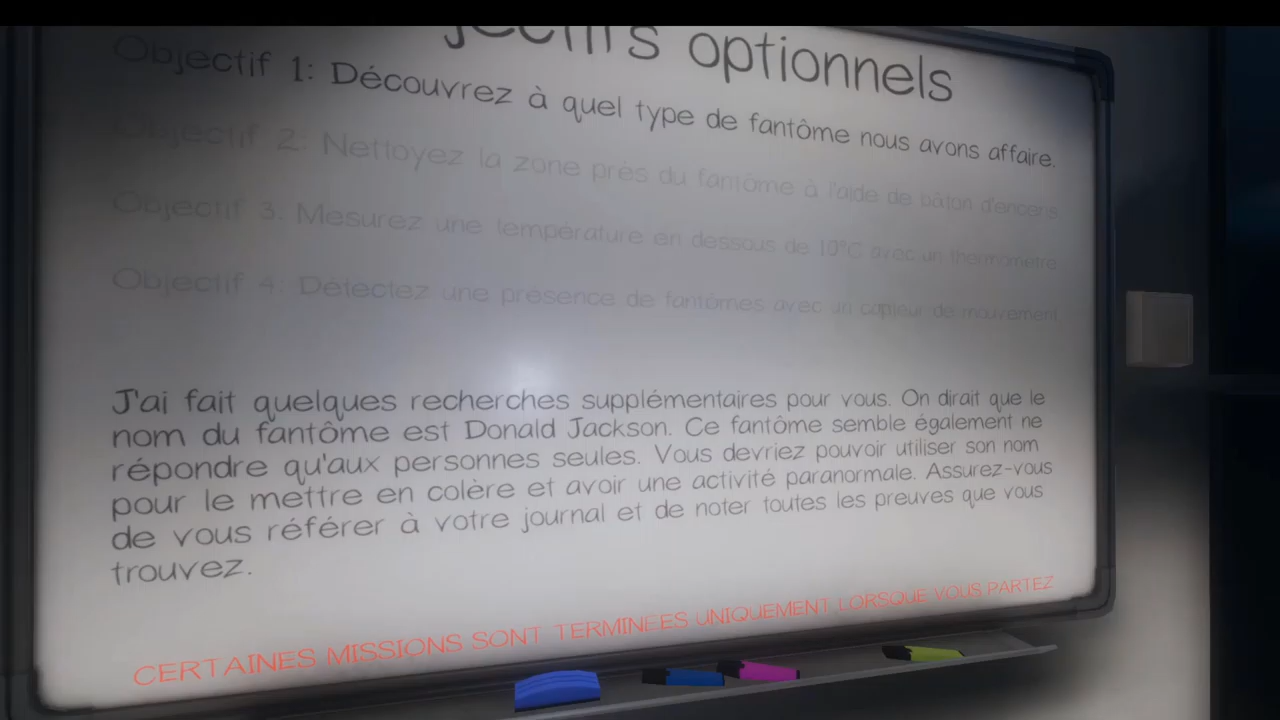 jectifs optionnels
Objectif 1: Découvrez à quel type de fantôme nous avons affaire.
Objectif 2: Nettoyez la zone près du fantôme à l'aide de bâton d'encens
Objectif 3: Mesurez une température en dessous de 10°C avec un thermomètre
Objectif 4: Détectez une présence de fantômes avec un capteur de mouvement
J'ai fait quelques recherches supplémentaires pour vous. On dirait que le
nom du fantôme est Donald Jackson. Ce fantôme semble également ne
répondre qu'aux personnes seules. Vous devriez pouvoir utiliser son nom
pour le mettre en colère et avoir une activité paranormale. Assurez-vous
de vous référer à votre journal et de noter toutes les preuves que vous
trouvez.
CERTAINES MISSIONS SONT TERMINÉES UNIQUEMENT LORSQUE VOUS PARTEZ